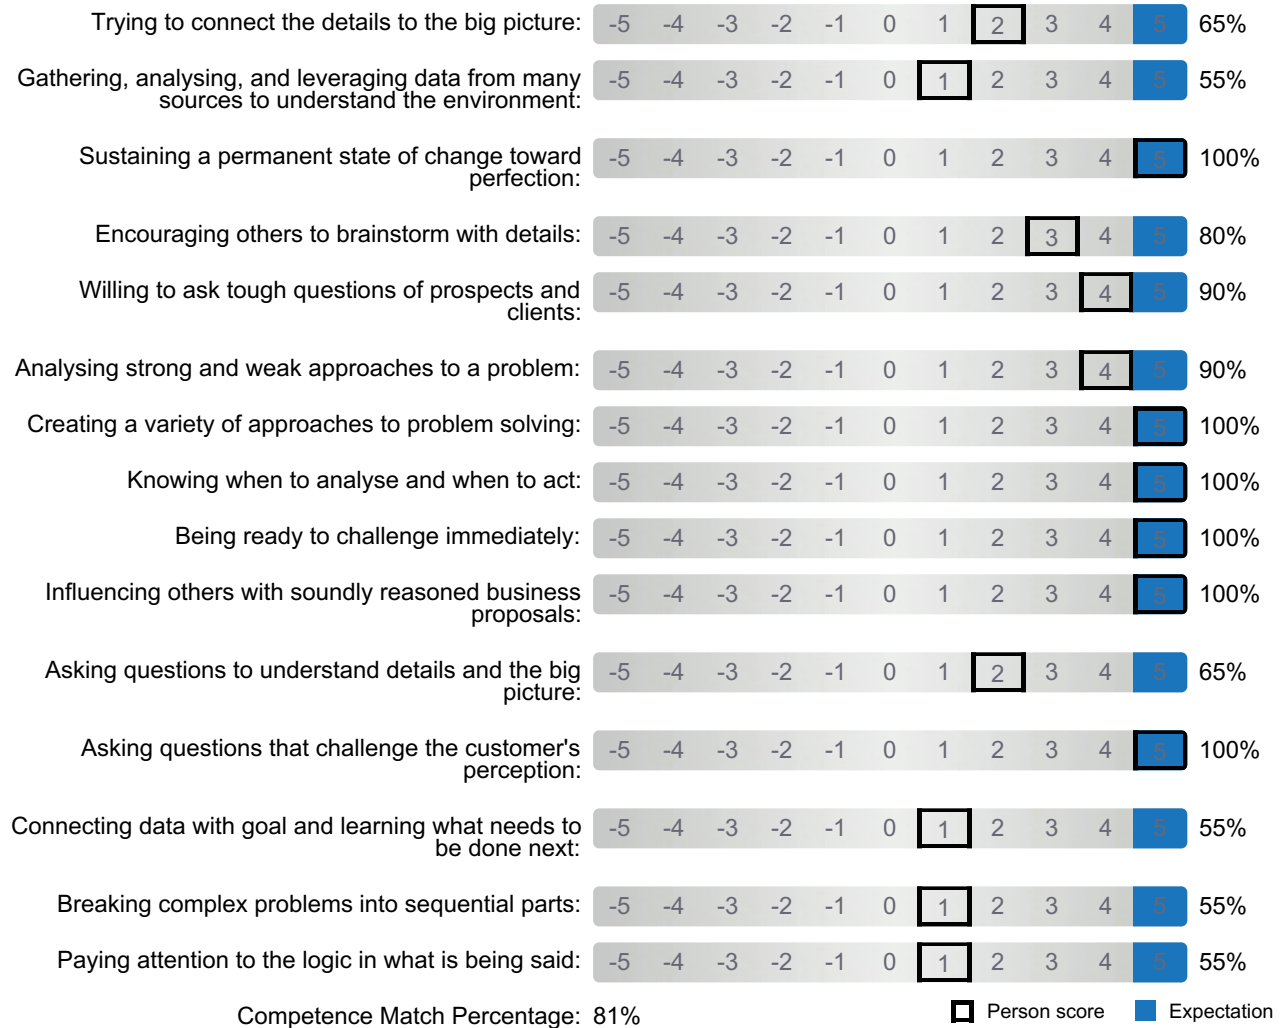 Trying to connect the details to the big picture: -5 -4 -3 -2 -1 0 1 2 3 4 5 65%
Gathering, analysing, and leveraging data from many
sources to understand the environment: -5 -4 -3 -2 -1 0 1 2 3 4 5 55%
Sustaining a permanent state of change toward
perfection: -5 -4 -3 -2 -1 0 1 2 3 4 5 100%
Encouraging others to brainstorm with details: -5 -4 -3 -2 -1 0 1 2 3 4 5 80%
Willing to ask tough questions of prospects and
clients: -5 -4 -3 -2 -1 0 1 2 3 4 5 90%
Analysing strong and weak approaches to a problem: -5 -4 -3 -2 -1 0 1 2 3 4 5 90%
Creating a variety of approaches to problem solving: -5 -4 -3 -2 -1 0 1 2 3 4 5 100%
Knowing when to analyse and when to act: -5 -4 -3 -2 -1 0 1 2 3 4 5 100%
Being ready to challenge immediately: -5 -4 -3 -2 -1 0 1 2 3 4 5 100%
Influencing others with soundly reasoned business
proposals: -5 -4 -3 -2 -1 0 1 2 3 4 5 100%
Asking questions to understand details and the big
picture: -5 -4 -3 -2 -1 0 1 2 3 4 5 65%
Asking questions that challenge the customer's
perception: -5 -4 -3 -2 -1 0 1 2 3 4 5 100%
Connecting data with goal and learning what needs to
be done next: -5 -4 -3 -2 -1 0 1 2 3 4 5 55%
Breaking complex problems into sequential parts: -5 -4 -3 -2 -1 0 1 2 3 4 5 55%
Paying attention to the logic in what is being said: -5 -4 -3 -2 -1 0 1 2 3 4 5 55%
Competence Match Percentage: 81% Person score Expectation